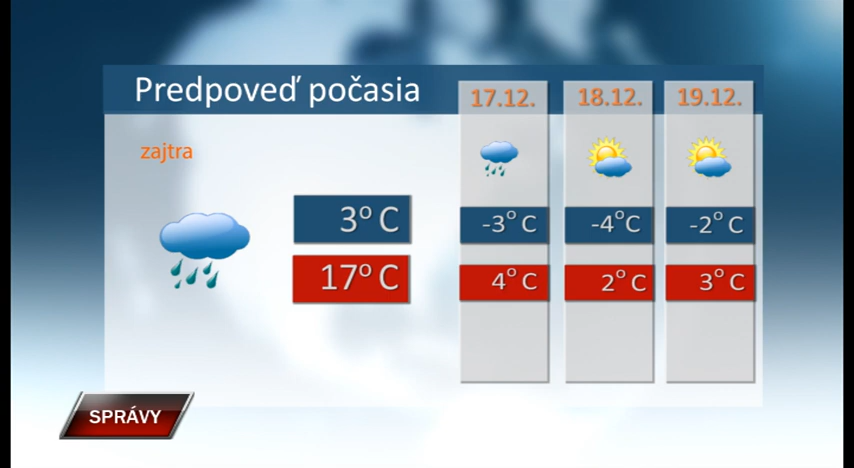 Predpoveď počasia
zajtra
3° C
17° C
17.12.
-3° C
4° C
18.12.
-4°C
2° C
19.12.
-2° C
3° C
SPRÁVY